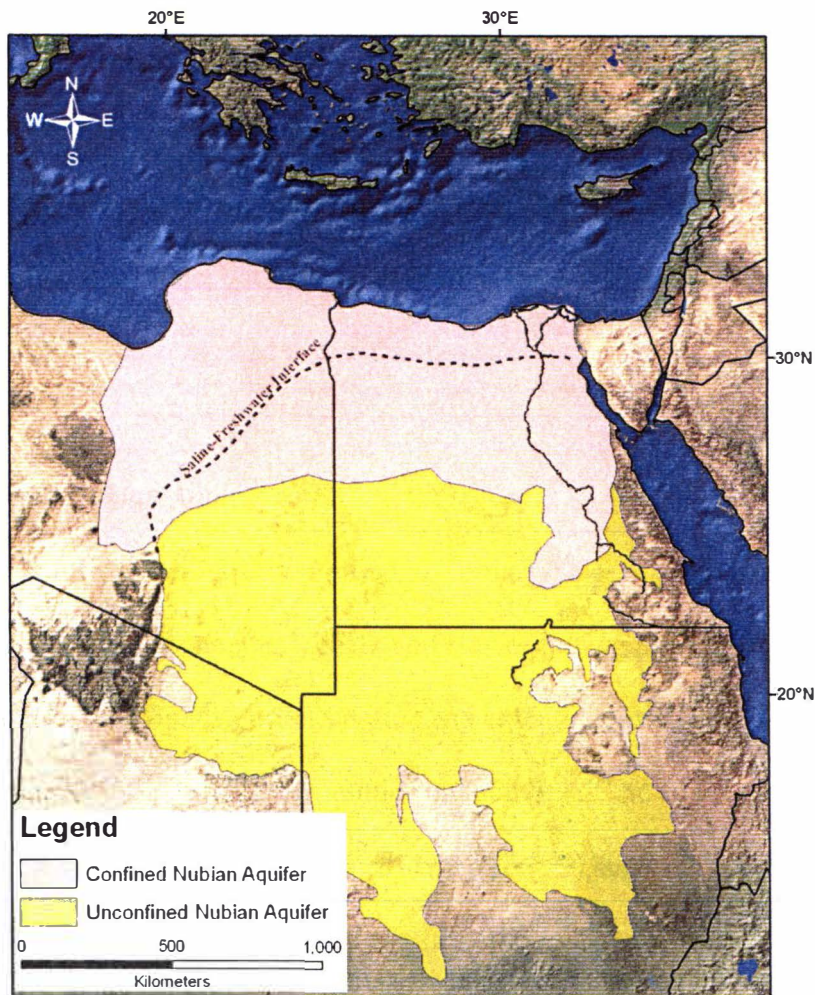 20°E 30°E
N
W E
S
30°N
Saline-Freshwater Interface
20°N
Legend
Confined Nubian Aquifer
Unconfined Nubian Aquifer
0 500 1,000
Kilometers